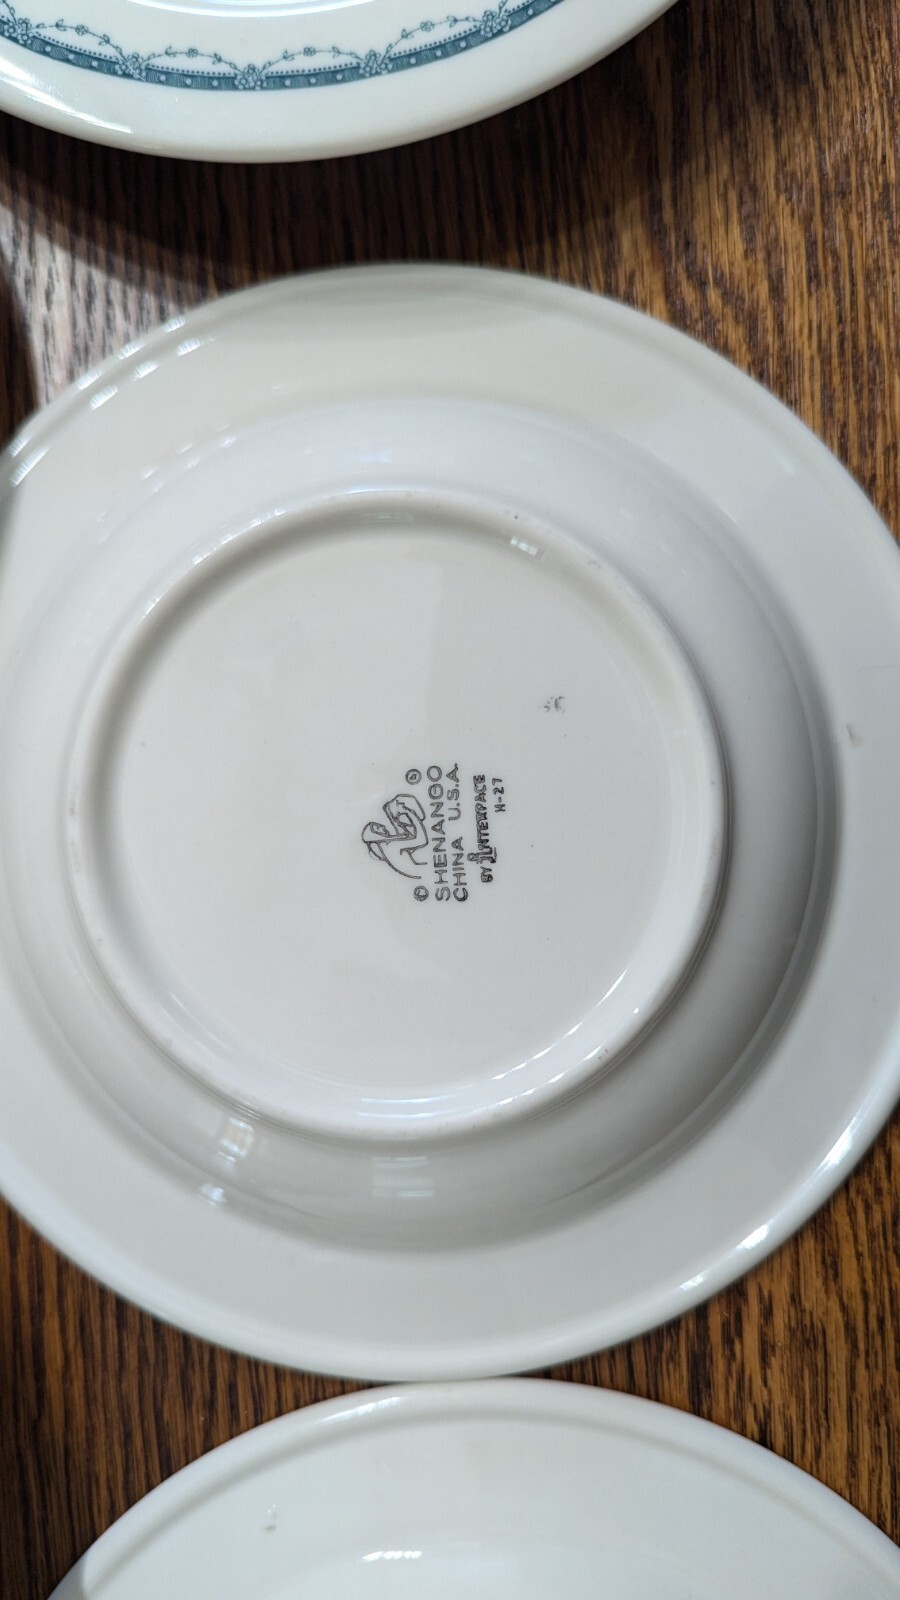 © ®
SHENANGO
CHINA U.S.A.
BY INTERPACE
H-27